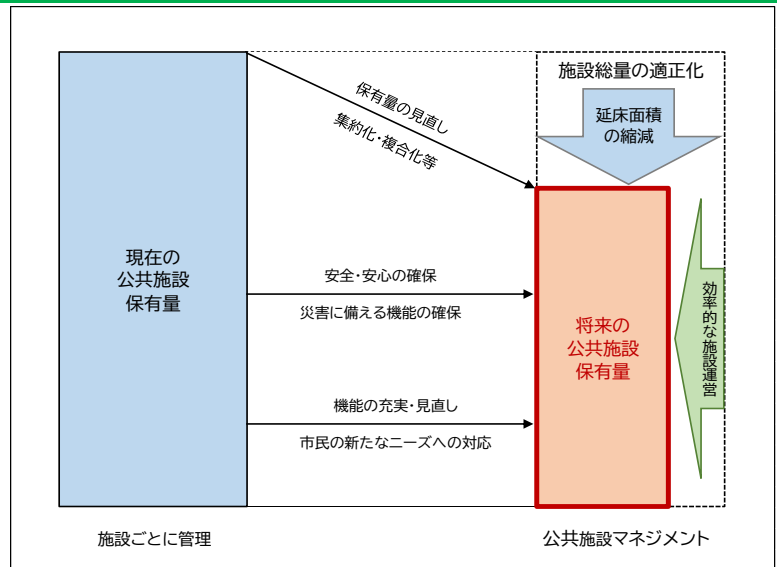 施設総量の適正化
延床面積
の縮減
保有量の見直し
集約化・複合化等
現在の
公共施設
保有量
安全・安心の確保
災害に備える機能の確保
将来の
公共施設
保有量
効率的な施設運営
機能の充実・見直し
市民の新たなニーズへの対応
施設ごとに管理
公共施設マネジメント